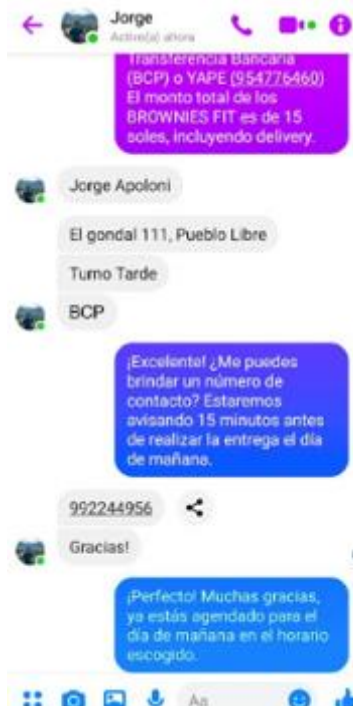 Jorge
Active(a) ahora
Transferencia Bancaria
(BCP) o YAPE (954776460)
El monto total de los
BROWNIES FIT es de 15
soles, incluyendo delivery.
Jorge Apoloni
El gondal 111, Pueblo Libre
Turno Tarde
BCP
¡Excelente! ¿Me puedes
brindar un número de
contacto? Estaremos
avisando 15 minutos antes
de realizar la entrega el día
de mañana.
992244956
Gracias!
¡Perfecto! Muchas gracias,
ya estás agendado para el
día de mañana en el horario
escogido.
Aa